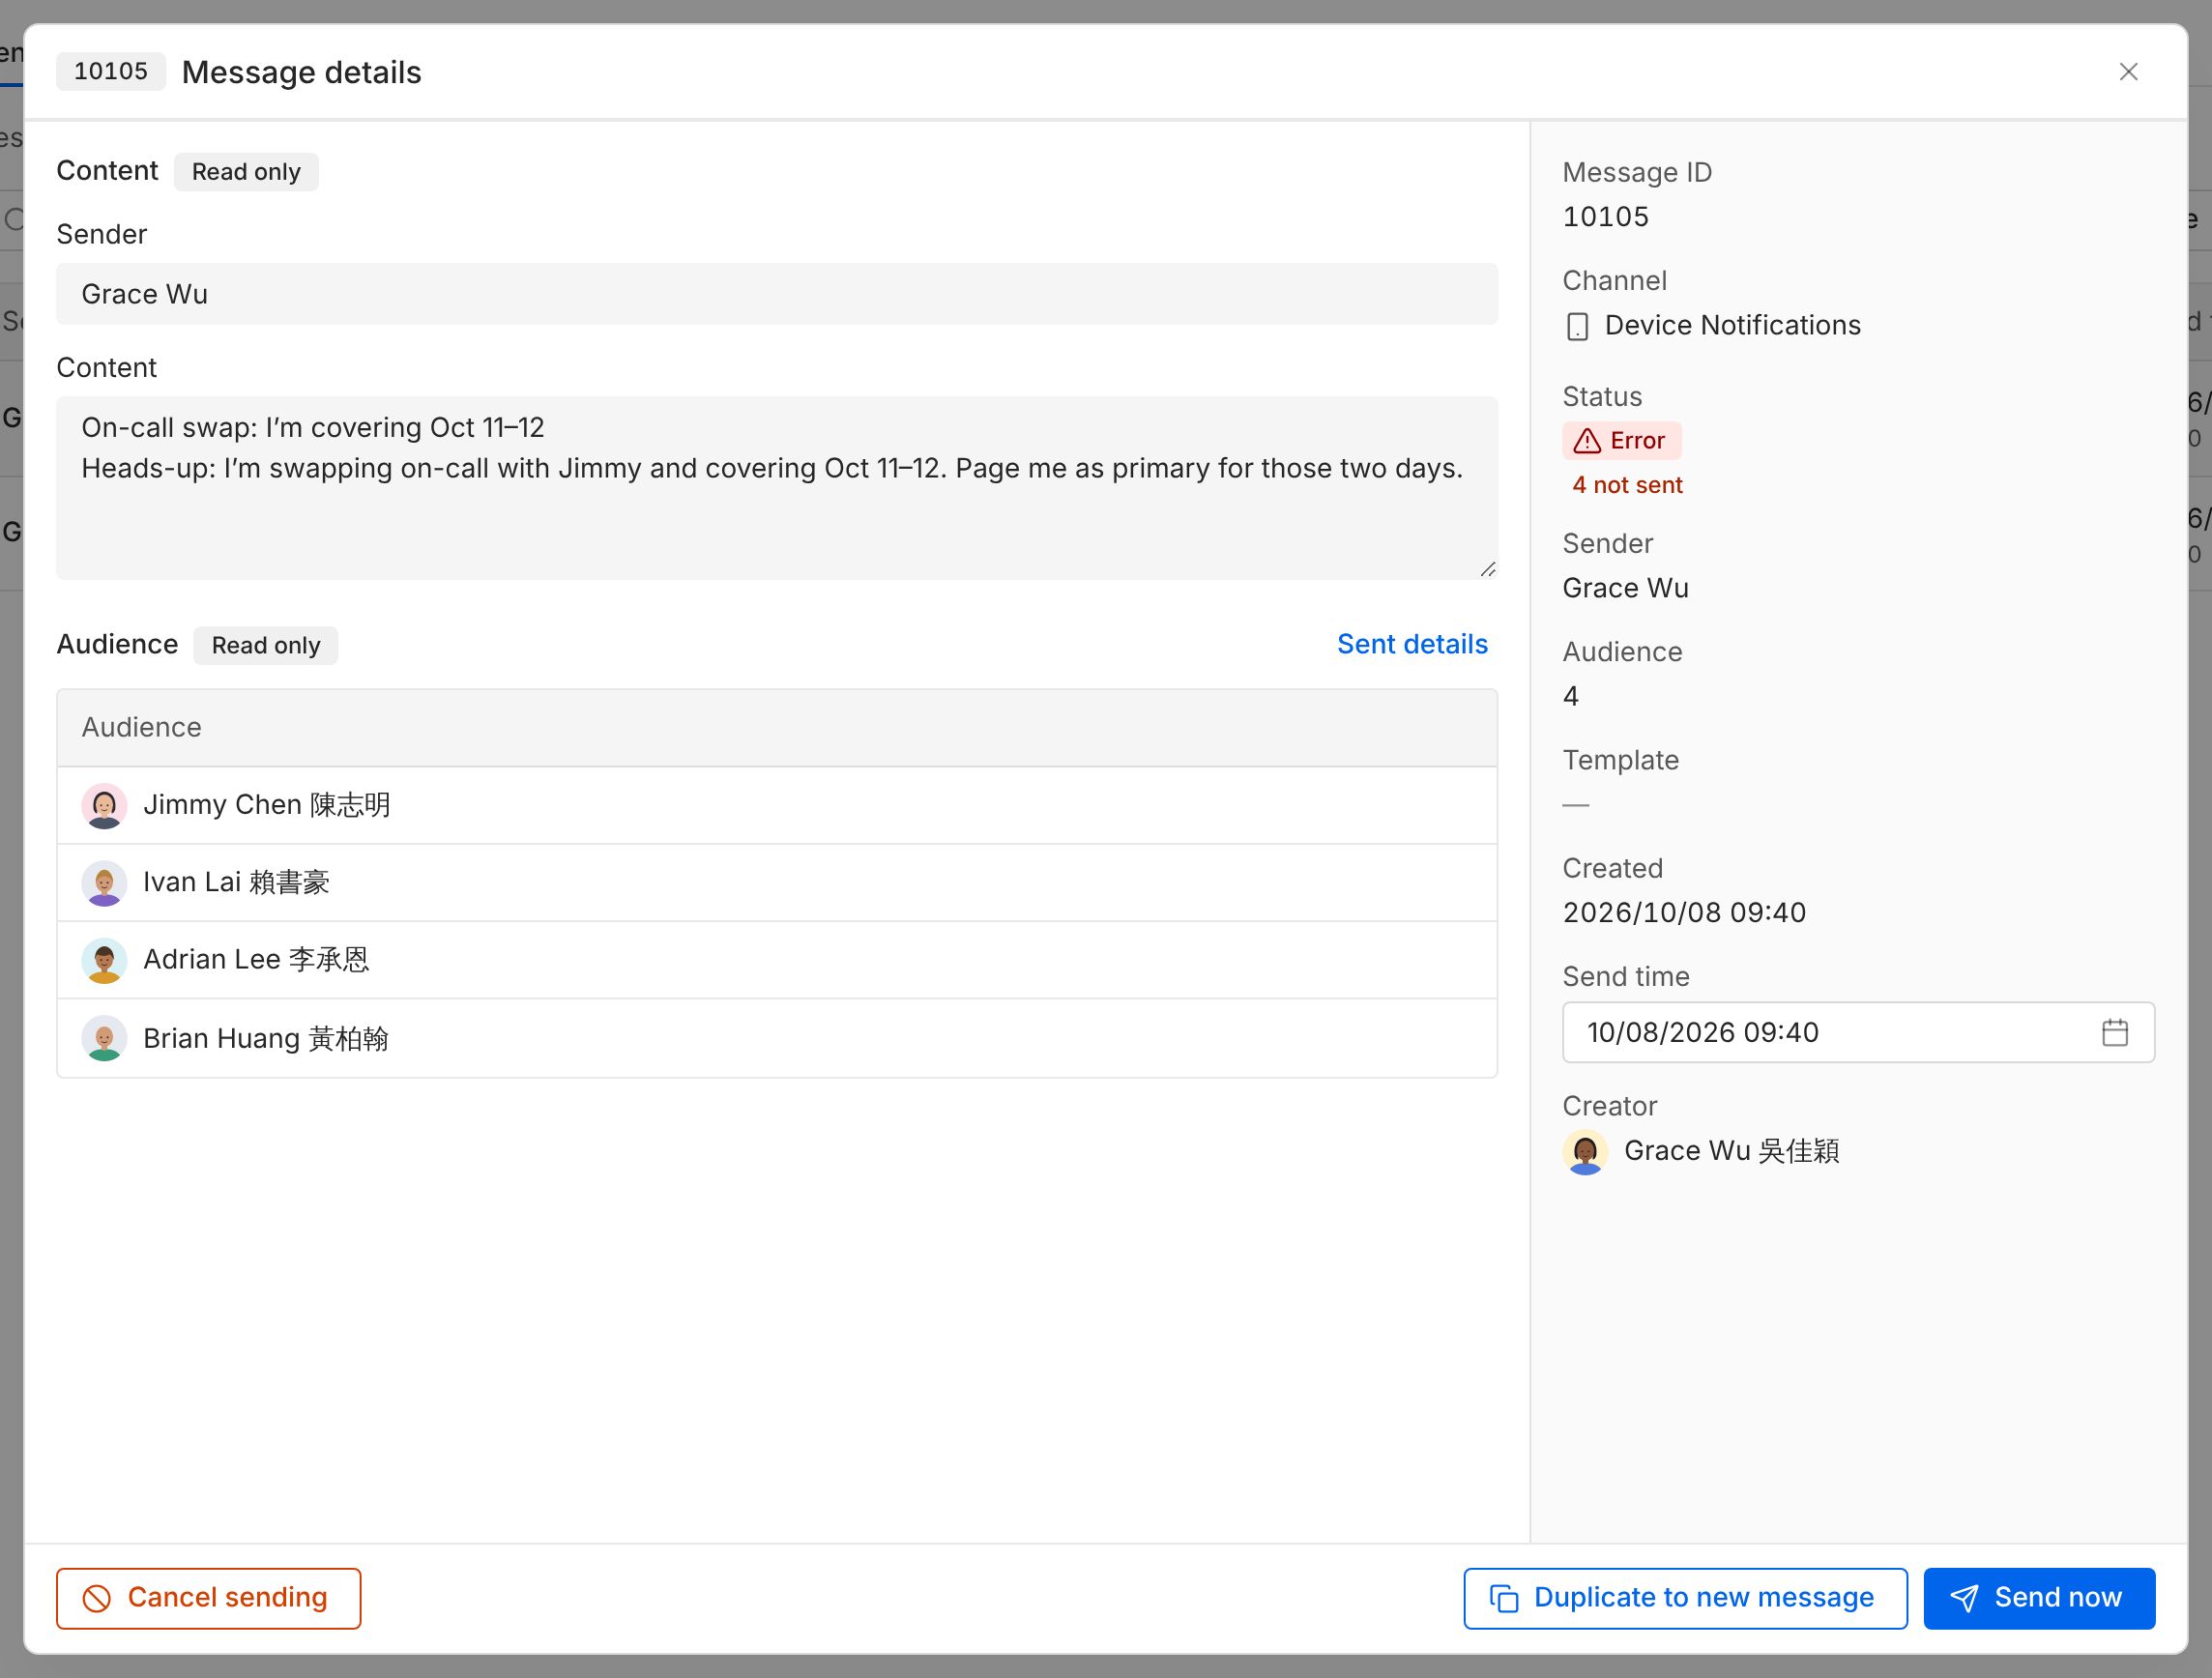 10105 Message details
Content Read only
Sender
Grace Wu
Content
On-call swap: I’m covering Oct 11–12
Heads-up: I’m swapping on-call with Jimmy and covering Oct 11–12. Page me as primary for those two days.
Audience Read only Sent details
Audience
Jimmy Chen 陳志明
Ivan Lai 賴書豪
Adrian Lee 李承恩
Brian Huang 黃柏翰
Message ID
10105
Channel
Device Notifications
Status
Error
4 not sent
Sender
Grace Wu
Audience
4
Template
—
Created
2026/10/08 09:40
Send time
10/08/2026 09:40
Creator
Grace Wu 吳佳穎
Cancel sending Duplicate to new message Send now